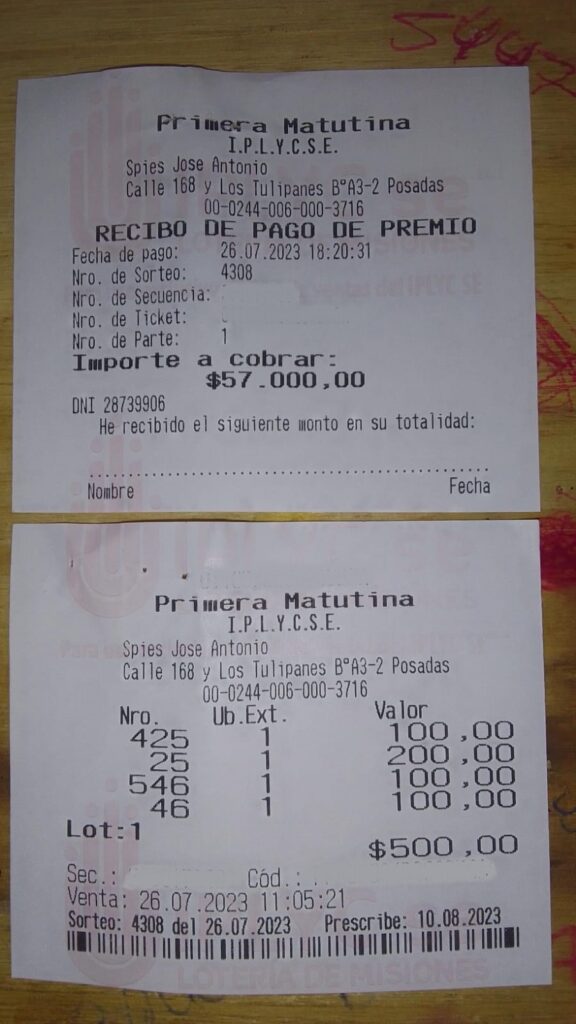 5447
Primera Matutina
I.P.L.Y.C.S.E.
Spies Jose Antonio
Calle 168 y Los Tulipanes B°A3-2 Posadas
00-0244-006-000-3716
RECIBO DE PAGO DE PREMIO
Fecha de pago: 26.07.2023 18:20:31
Nro. de Sorteo: 4308
Nro. de Secuencia:
Nro. de Ticket:
Nro. de Parte: 1
Importe a cobrar:
$57.000,00
DNI 28739906
He recibido el siguiente monto en su totalidad:
Nombre Fecha
Primera Matutina
I.P.L.Y.C.S.E.
Spies Jose Antonio
Calle 168 y Los Tulipanes B°A3-2 Posadas
00-0244-006-000-3716
Nro. Ub.Ext. Valor
425 1 100,00
25 1 200,00
546 1 100,00
46 1 100,00
Lot:1
$500,00
Sec.: Cód.:
Venta: 26.07.2023 11:05:21
Sorteo: 4308 del 26.07.2023 Prescribe: 10.08.2023
LOTERIA DE MISIONES